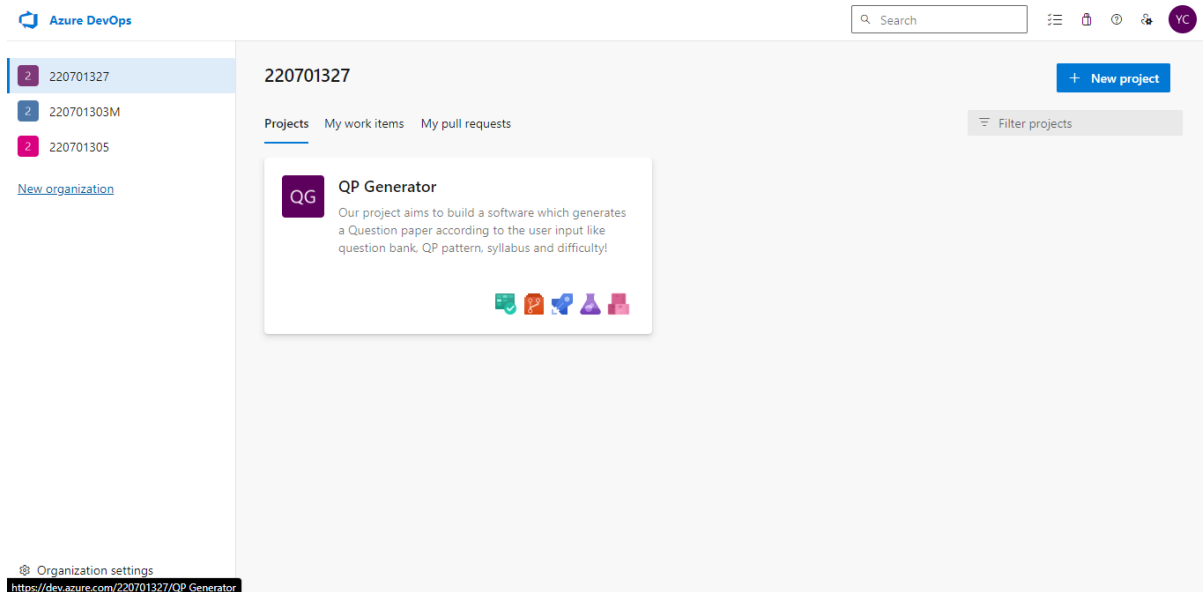 Azure DevOps
Search
YC
2 220701327
2 220701303M
2 220701305
New organization
220701327
+ New project
Projects My work items My pull requests
Filter projects
QG
QP Generator
Our project aims to build a software which generates
a Question paper according to the user input like
question bank, QP pattern, syllabus and difficulty!
Organization settings
https://dev.azure.com/220701327/QP Generator